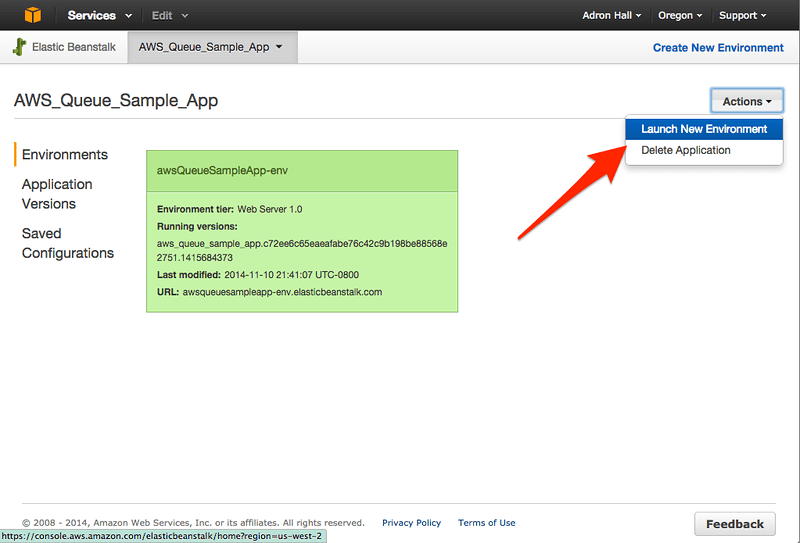 Services Edit Adron Hall Oregon Support
Elastic Beanstalk AWS_Queue_Sample_App Create New Environment
AWS_Queue_Sample_App Actions
Launch New Environment
Delete Application
Environments
Application
Versions
Saved
Configurations
awsQueueSampleApp-env
Environment tier: Web Server 1.0
Running versions:
aws_queue_sample_app.c72ee6c65eaeafabe76c42c9b198be88568e
2751.1415684373
Last modified: 2014-11-10 21:41:07 UTC-0800
URL: awsqueuesampleapp-env.elasticbeanstalk.com
© 2008 - 2014, Amazon Web Services, Inc. or its affiliates. All rights reserved. Privacy Policy Terms of Use Feedback
https://console.aws.amazon.com/elasticbeanstalk/home?region=us-west-2